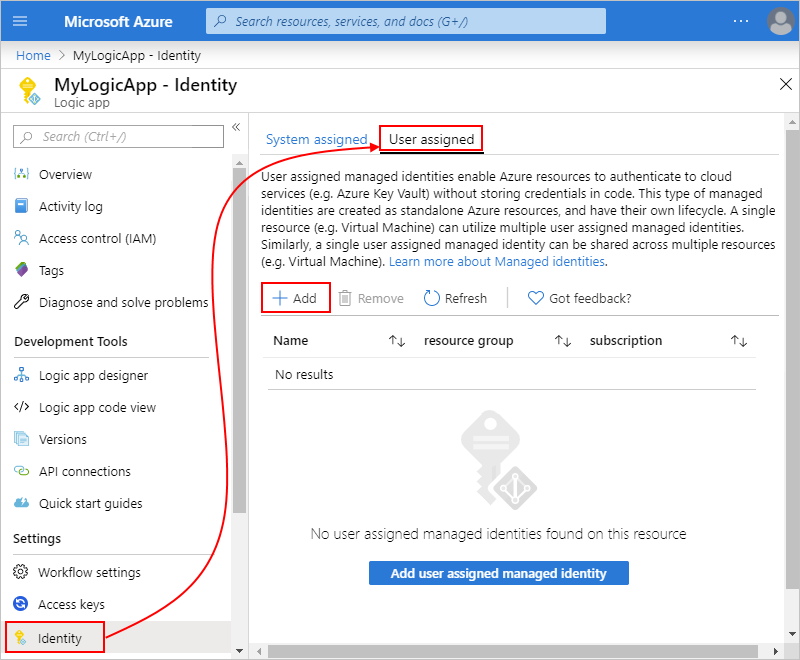 Microsoft Azure
Search resources, services, and docs (G+/)
...
Home > MyLogicApp - Identity
MyLogicApp - Identity
Logic app
Search (Ctrl+/)
Overview
Activity log
Access control (IAM)
Tags
Diagnose and solve problems
Development Tools
Logic app designer
Logic app code view
Versions
API connections
Quick start guides
Settings
Workflow settings
Access keys
Identity
System assigned User assigned
User assigned managed identities enable Azure resources to authenticate to cloud
services (e.g. Azure Key Vault) without storing credentials in code. This type of managed
identities are created as standalone Azure resources, and have their own lifecycle. A single
resource (e.g. Virtual Machine) can utilize multiple user assigned managed identities.
Similarly, a single user assigned managed identity can be shared across multiple resources
(e.g. Virtual Machine). Learn more about Managed identities.
Add Remove Refresh Got feedback?
Name resource group subscription
No results
No user assigned managed identities found on this resource
Add user assigned managed identity